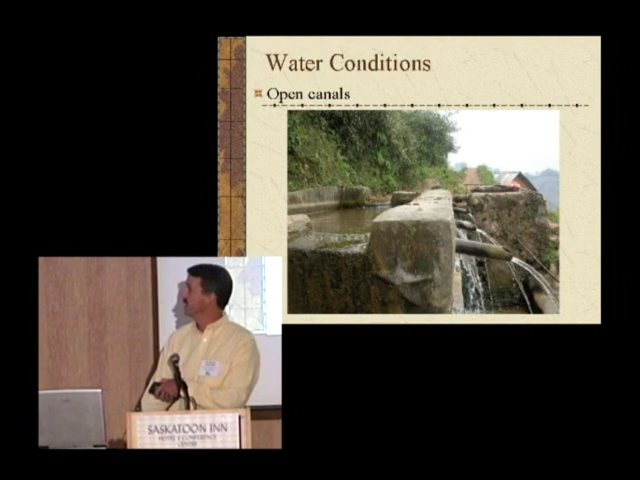 Water Conditions
Open canals
SASKATOON INN
HOTEL & CONFERENCE
CENTRE